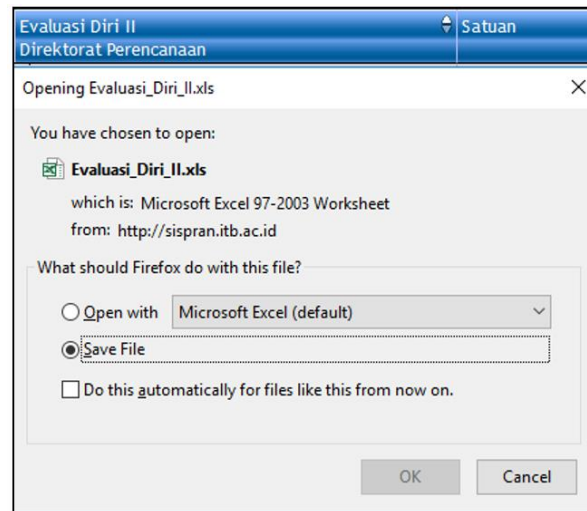 Evaluasi Diri II Satuan
Direktorat Perencanaan
Opening Evaluasi_Diri_II.xls
You have chosen to open:
Evaluasi_Diri_II.xls
which is: Microsoft Excel 97-2003 Worksheet
from: http://sispran.itb.ac.id
What should Firefox do with this file?
Open with Microsoft Excel (default)
Save File
Do this automatically for files like this from now on.
OK Cancel